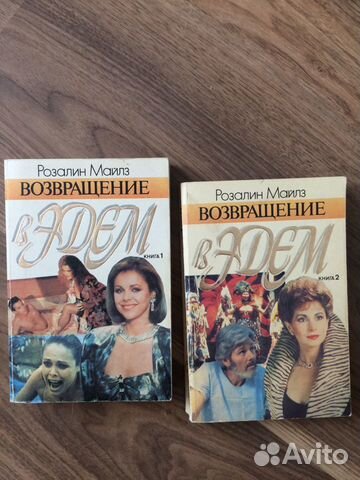 Розалин Майлз
ВОЗВРАЩЕНИЕ
в ЭДЕМ
книга 1
Розалин Майлз
ВОЗВРАЩЕНИЕ
в ЭДЕМ
книга 2
Avito